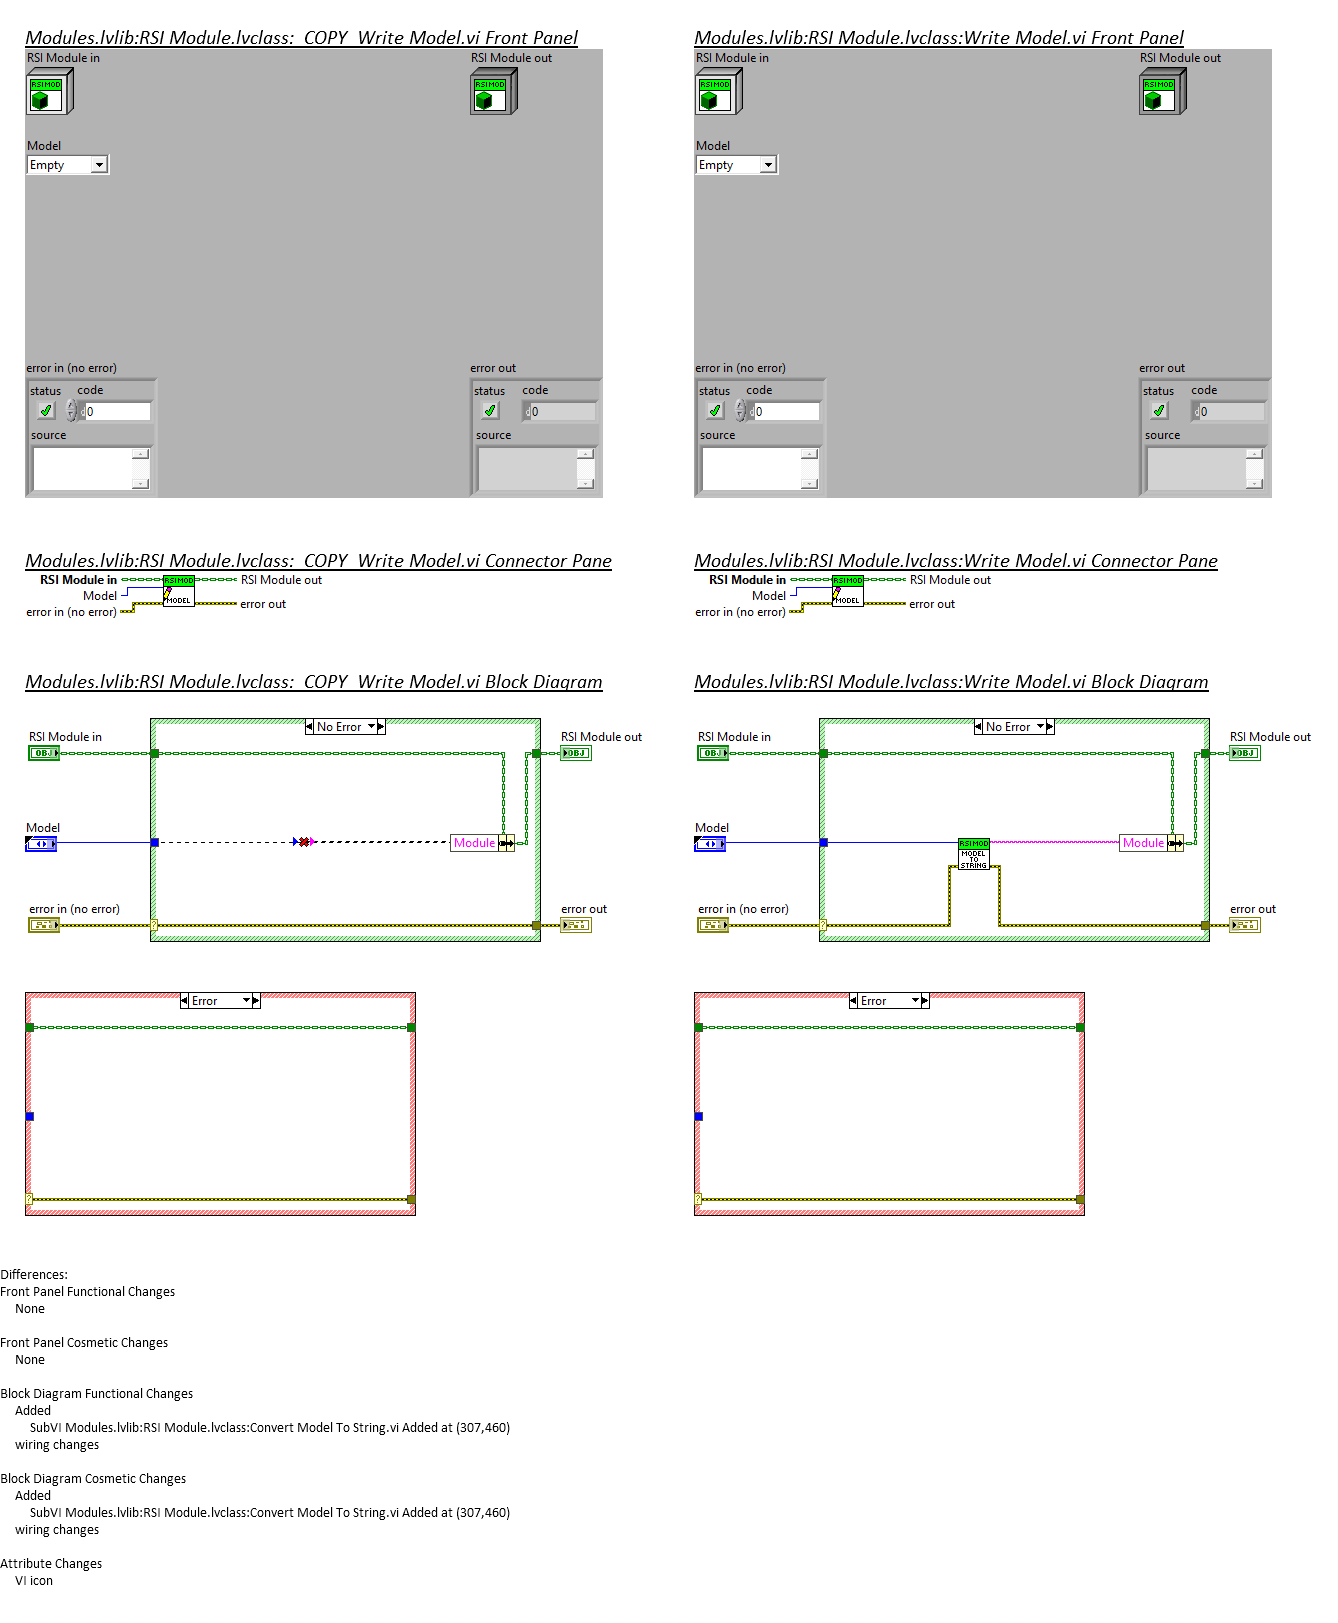 Modules.lvlib:RSI Module.lvclass:_COPY_Write Model.vi Front Panel
RSI Module in
RSI Module out
RSI MOD
RSI MOD
Model
Empty
error in (no error)
status code
0
source
error out
status code
0
source
Modules.lvlib:RSI Module.lvclass:Write Model.vi Front Panel
RSI Module in
RSI Module out
RSI MOD
RSI MOD
Model
Empty
error in (no error)
status code
0
source
error out
status code
0
source
Modules.lvlib:RSI Module.lvclass:_COPY_Write Model.vi Connector Pane
RSI Module in
RSI MOD
RSI Module out
Model
MODEL
error in (no error)
error out
Modules.lvlib:RSI Module.lvclass:Write Model.vi Connector Pane
RSI Module in
RSI MOD
RSI Module out
Model
MODEL
error in (no error)
error out
Modules.lvlib:RSI Module.lvclass:_COPY_Write Model.vi Block Diagram
No Error
RSI Module in
OBJ
RSI Module out
OBJ
Model
Module
error in (no error)
?
error out
Error
?
Modules.lvlib:RSI Module.lvclass:Write Model.vi Block Diagram
No Error
RSI Module in
OBJ
RSI Module out
OBJ
Model
RSI MOD
MODEL
TO
STRING
Module
error in (no error)
?
error out
Error
?
Differences:
Front Panel Functional Changes
None
Front Panel Cosmetic Changes
None
Block Diagram Functional Changes
Added
SubVI Modules.lvlib:RSI Module.lvclass:Convert Model To String.vi Added at (307,460)
wiring changes
Block Diagram Cosmetic Changes
Added
SubVI Modules.lvlib:RSI Module.lvclass:Convert Model To String.vi Added at (307,460)
wiring changes
Attribute Changes
VI icon